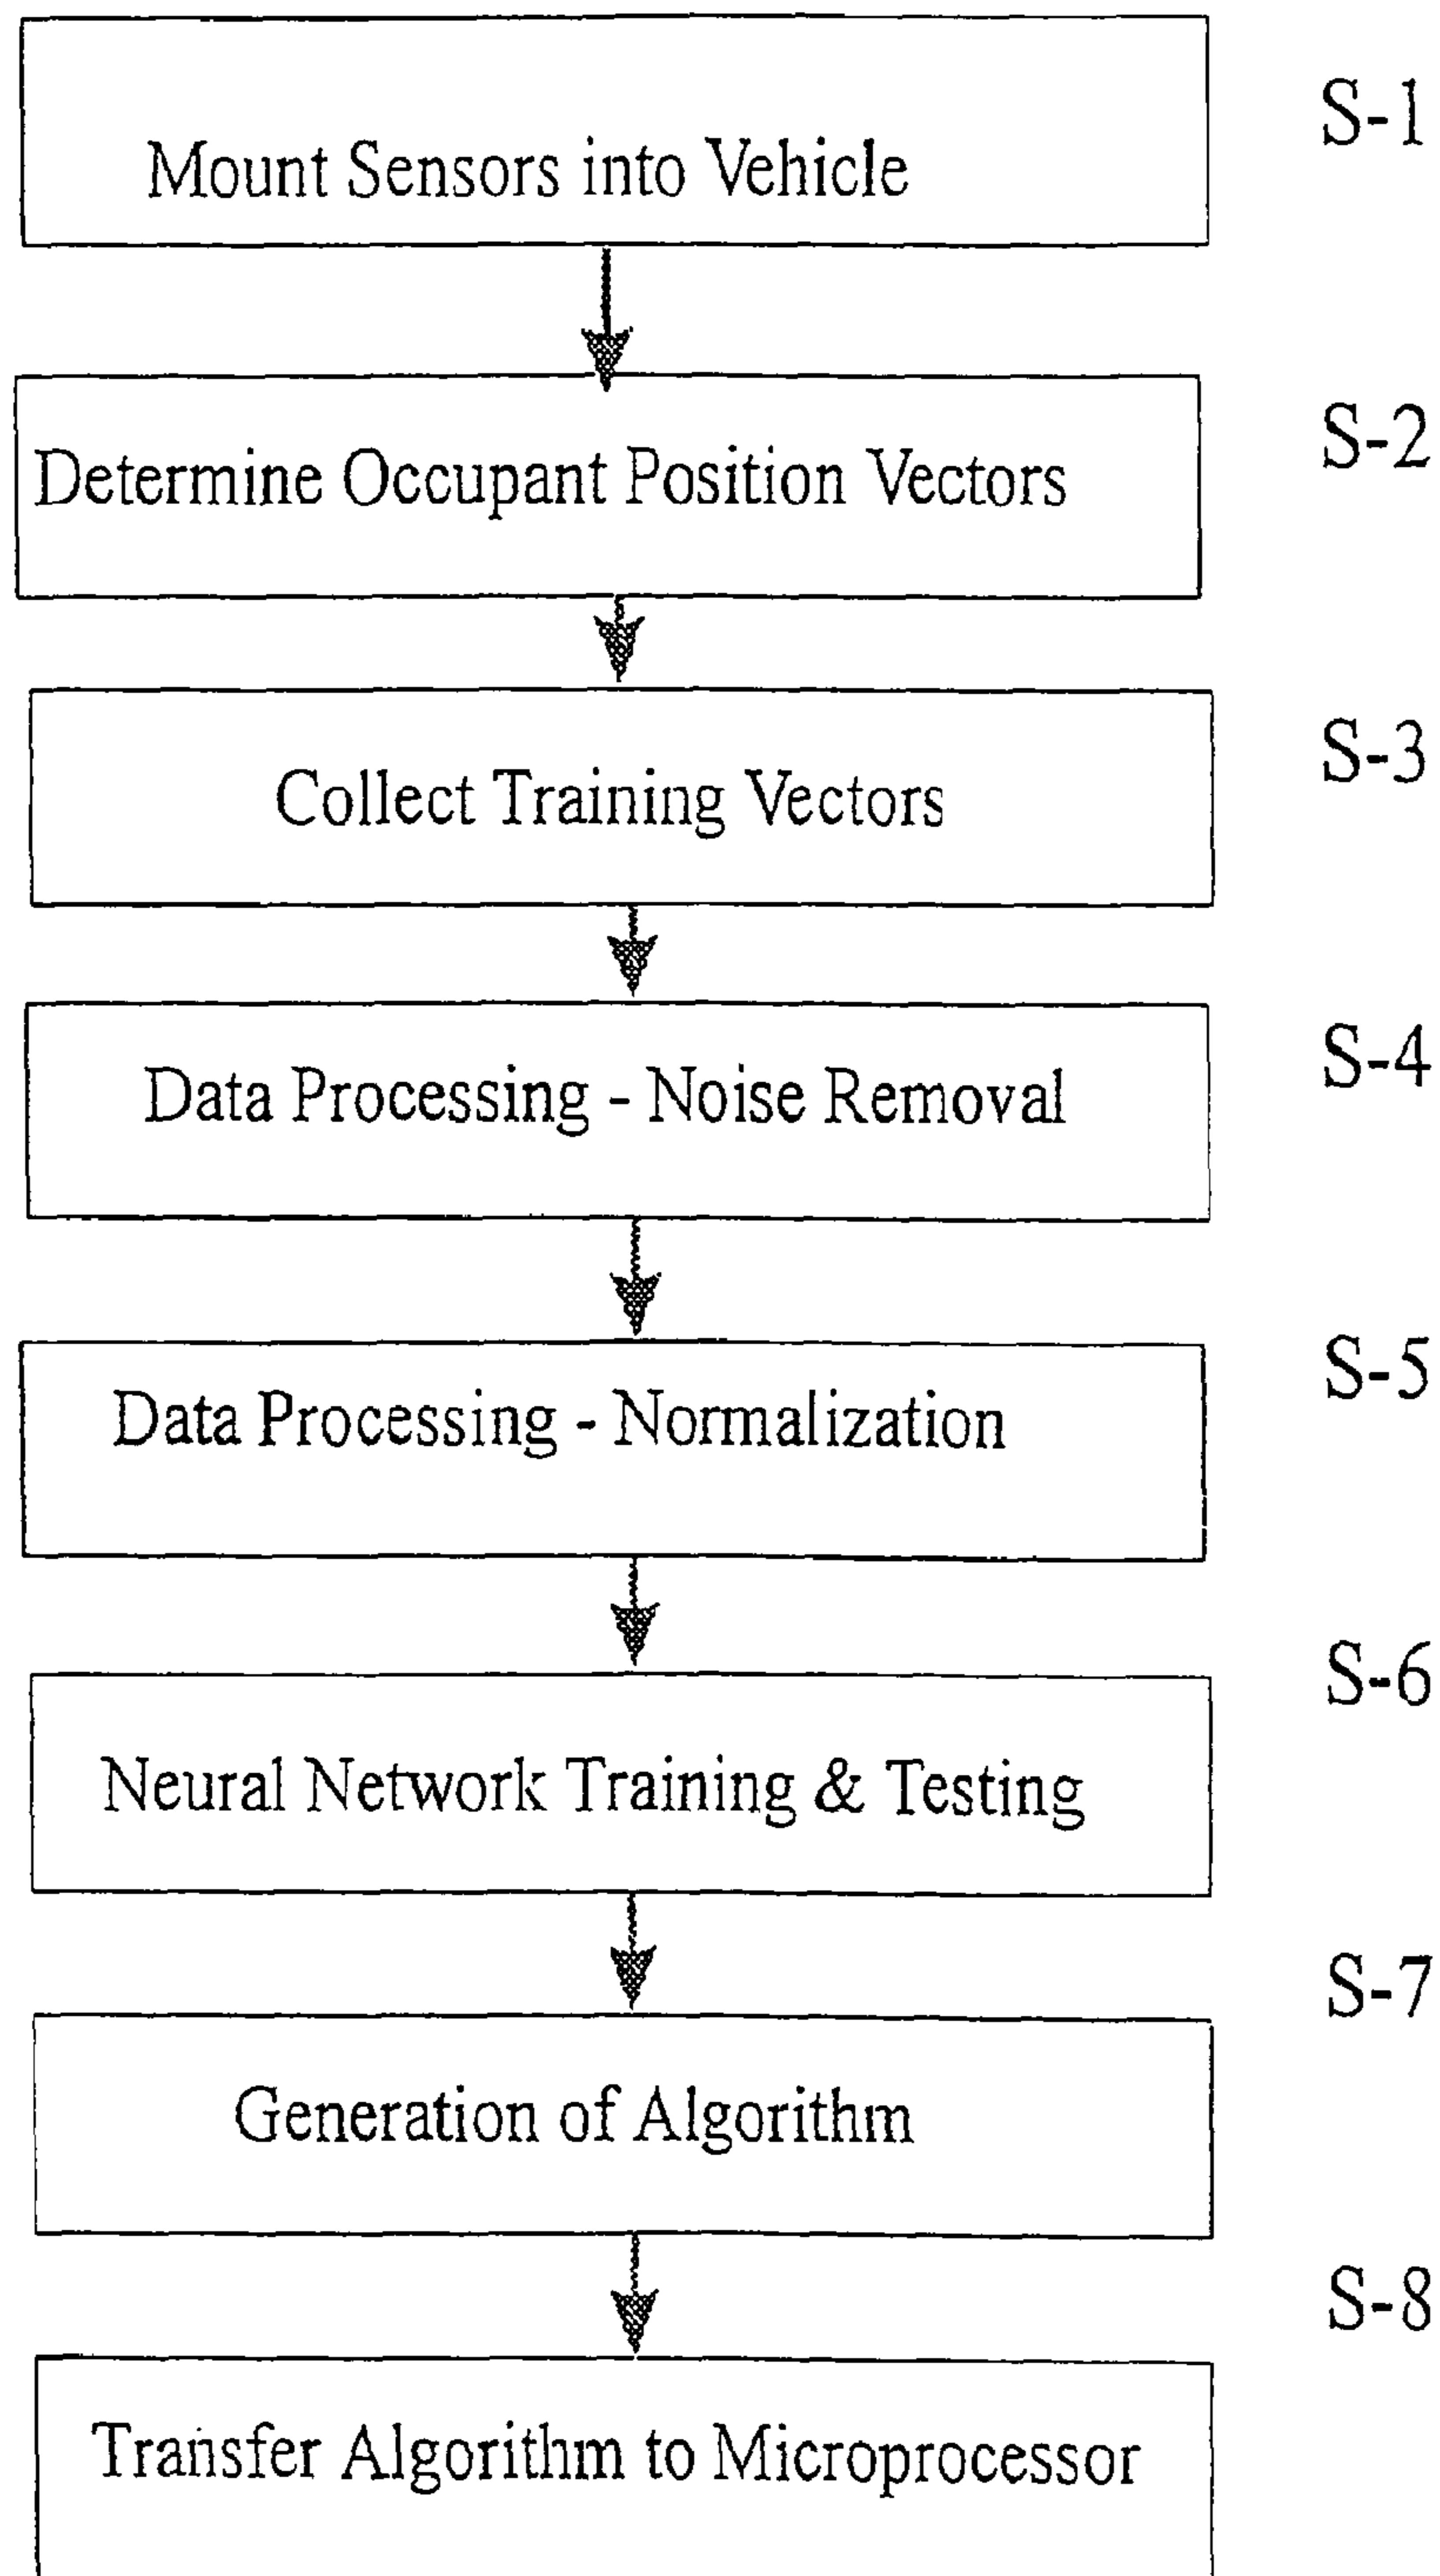 S-1
Mount Sensors into Vehicle
S-2
Determine Occupant Position Vectors
S-3
Collect Training Vectors
S-4
Data Processing - Noise Removal
S-5
Data Processing - Normalization
S-6
Neural Network Training & Testing
S-7
Generation of Algorithm
S-8
Transfer Algorithm to Microprocessor